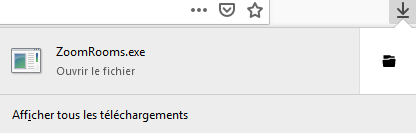 ZoomRooms.exe
Ouvrir le fichier
Afficher tous les téléchargements